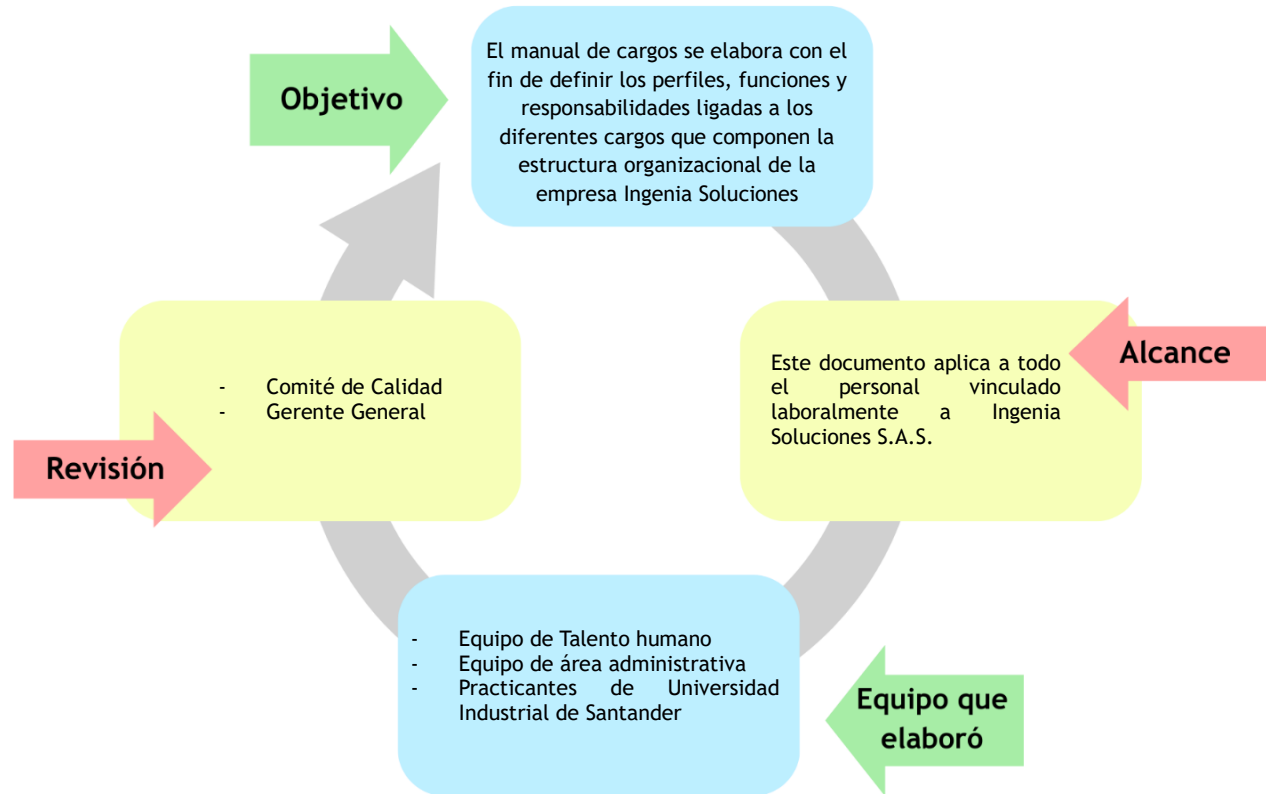 Objetivo
El manual de cargos se elabora con el
fin de definir los perfiles, funciones y
responsabilidades ligadas a los
diferentes cargos que componen la
estructura organizacional de la
empresa Ingenia Soluciones
Alcance
Este documento aplica a todo
el personal vinculado
laboralmente a Ingenia
Soluciones S.A.S.
Equipo que
elaboró
- Equipo de Talento humano
- Equipo de área administrativa
- Practicantes de Universidad
Industrial de Santander
Revisión
- Comité de Calidad
- Gerente General